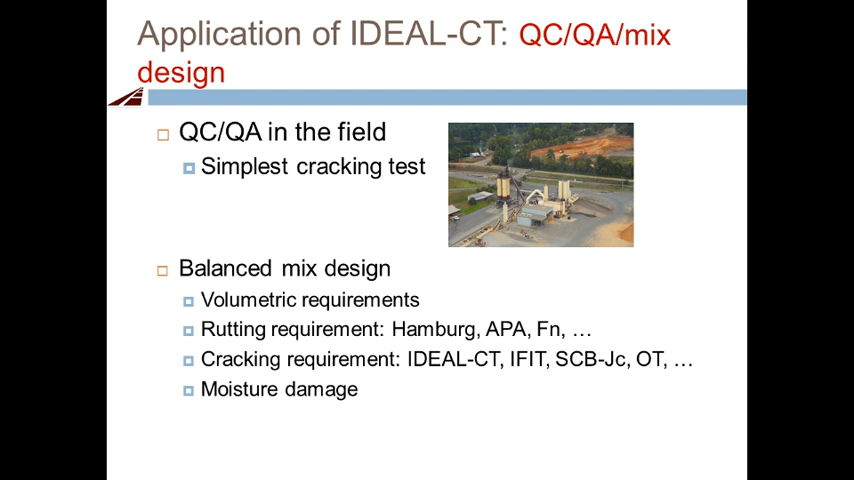 Application of IDEAL-CT: QC/QA/mix
design
QC/QA in the field
Simplest cracking test
Balanced mix design
Volumetric requirements
Rutting requirement: Hamburg, APA, Fn, …
Cracking requirement: IDEAL-CT, IFIT, SCB-Jc, OT, …
Moisture damage